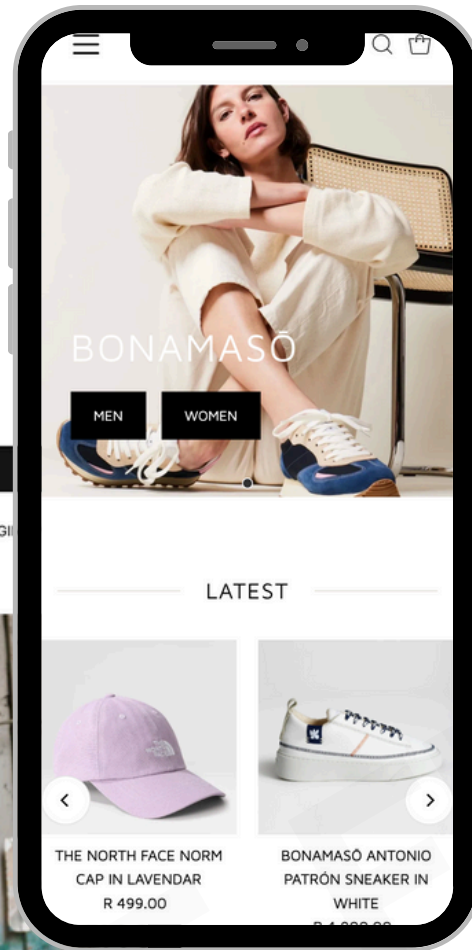 BONAMASŌ
MEN
WOMEN
LATEST
THE NORTH FACE NORM
CAP IN LAVENDAR
R 499.00
BONAMASŌ ANTONIO
PATRÓN SNEAKER IN
WHITE